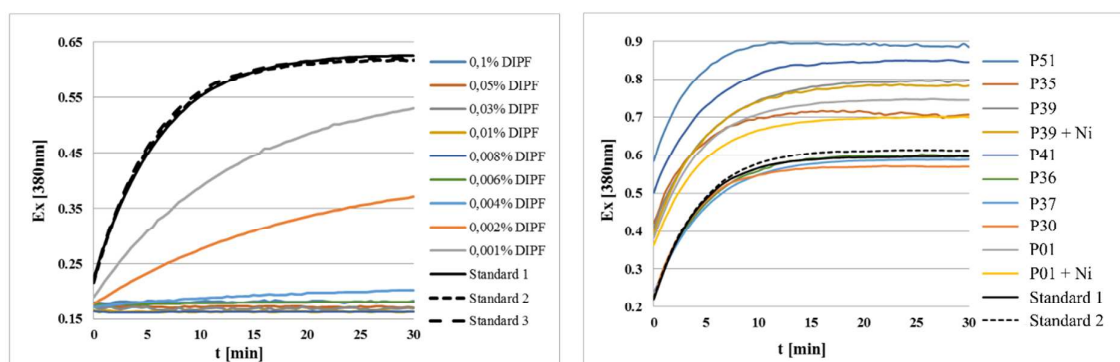 0.65
0.55
0.45
0.35
0.25
0.15
Ex [380nm]
0
5
10
15
20
25
30
t [min]
0,1% DIPF
0,05% DIPF
0,03% DIPF
0,01% DIPF
0,008% DIPF
0,006% DIPF
0,004% DIPF
0,002% DIPF
0,001% DIPF
Standard 1
Standard 2
Standard 3
0.9
0.8
0.7
0.6
0.5
0.4
0.3
0.2
Ex [380nm]
0
5
10
15
20
25
30
t [min]
P51
P35
P39
P39 + Ni
P41
P36
P37
P30
P01
P01 + Ni
Standard 1
Standard 2